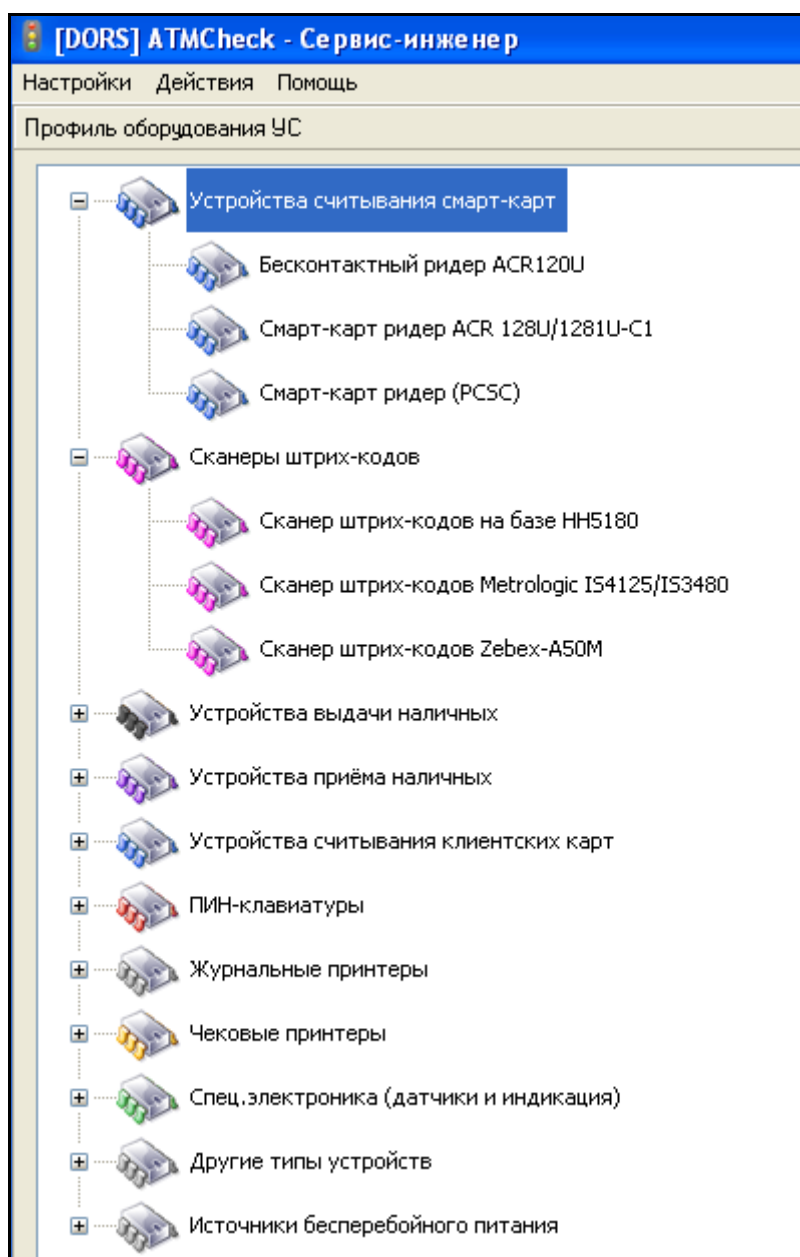 [DORS] ATMCheck - Сервис-инженер
Настройки Действия Помощь
Профиль оборудования УС
Устройства считывания смарт-карт
Бесконтактный ридер ACR120U
Смарт-карт ридер ACR 128U/1281U-C1
Смарт-карт ридер (PCSC)
Сканеры штрих-кодов
Сканер штрих-кодов на базе HH5180
Сканер штрих-кодов Metrologic IS4125/IS3480
Сканер штрих-кодов Zebex-A50M
Устройства выдачи наличных
Устройства приёма наличных
Устройства считывания клиентских карт
ПИН-клавиатуры
Журнальные принтеры
Чековые принтеры
Спец.электроника (датчики и индикация)
Другие типы устройств
Источники бесперебойного питания